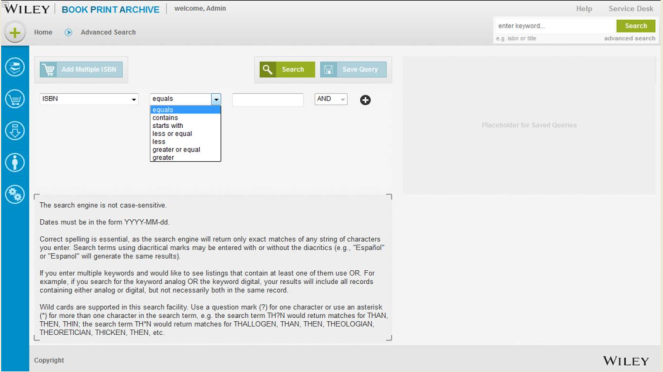 WILEY BOOK PRINT ARCHIVE welcome, Admin Help Service Desk
Home Advanced Search
enter keyword... Search
e.g. isbn or title advanced search
Add Multiple ISBN Search Save Query
ISBN equals AND
equals
contains
starts with
less or equal
less
greater or equal
greater
Placeholder for Saved Queries
The search engine is not case-sensitive.
Dates must be in the form YYYY-MM-dd.
Correct spelling is essential, as the search engine will return only exact matches of any string of characters
you enter. Search terms using diacritical marks may be entered with or without the diacritics (e.g., "Español"
or "Espanol" will generate the same results).
If you enter multiple keywords and would like to see listings that contain at least one of them use OR. For
example, if you search for the keyword analog OR the keyword digital, your results will include all records
containing either analog or digital, but not necessarily both in the same record.
Wild cards are supported in this search facility. Use a question mark (?) for one character or use an asterisk
(*) for more than one character in the search term, e.g. the search term TH?N would return matches for THAN,
THEN, THIN; the search term TH*N would return matches for THALLOGEN, THAN, THEN, THEOLOGIAN,
THEORETICIAN, THICKEN, THEN, etc.
Copyright WILEY